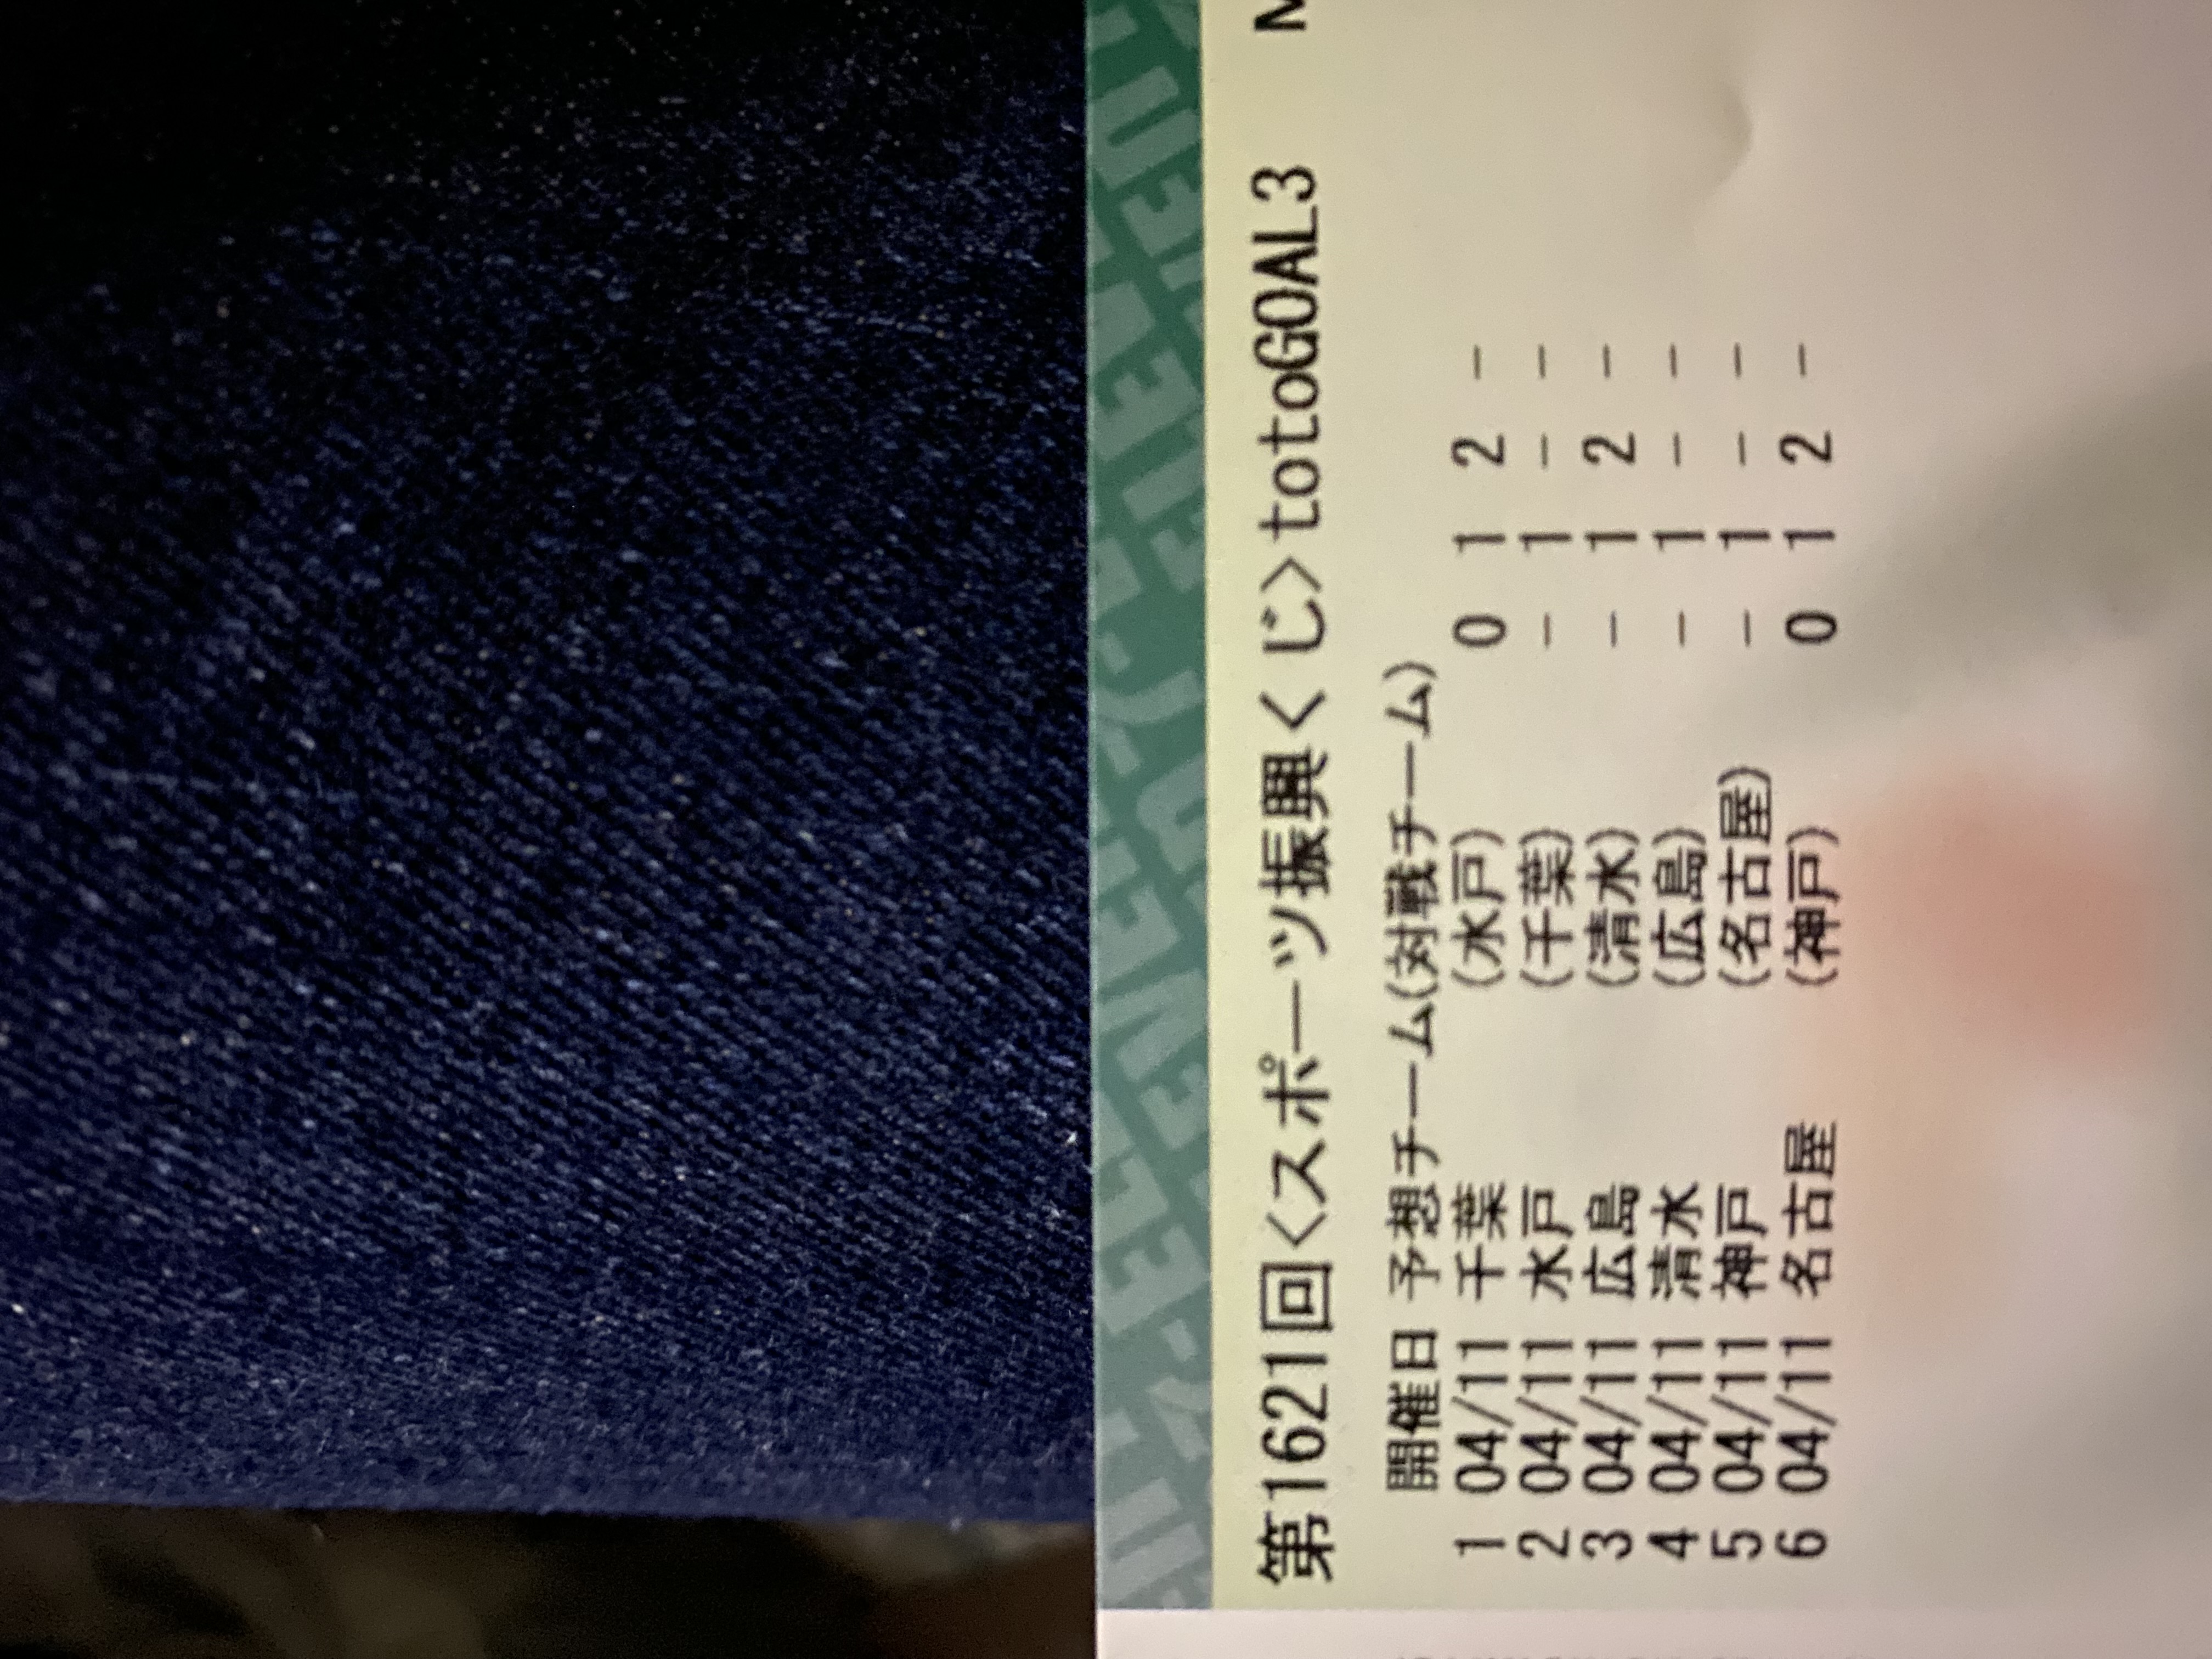 第1621回<スポーツ振興くじ>totoGOAL3
開催日 予想チーム(対戦チーム)
1 04/11 千葉 (水戸) 0 1 2 -
2 04/11 水戸 (千葉) - 1 - -
3 04/11 広島 (清水) - 1 2 -
4 04/11 清水 (広島) - 1 - -
5 04/11 神戸 (名古屋) - 1 - -
6 04/11 名古屋 (神戸) 0 1 2 -